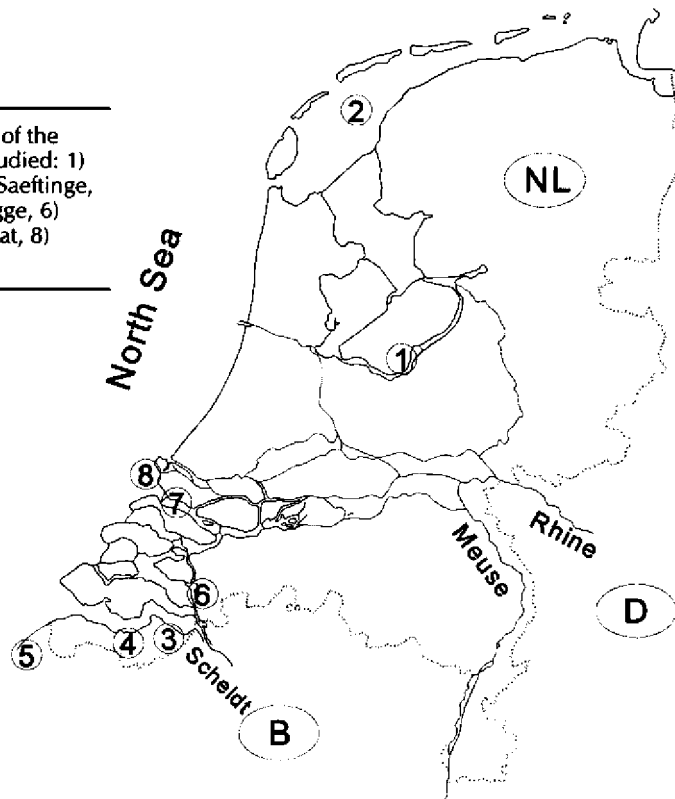 of the
udied: 1)
Saeftinge,
gge, 6)
at, 8)
North Sea
NL
D
B
Rhine
Meuse
Scheldt
1
2
3
4
5
6
7
8
?